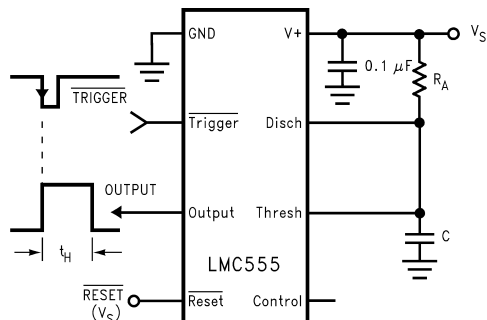 GND
V+
V_S
TRIGGER
0.1 μF
R_A
Trigger
Disch
OUTPUT
Output
Thresh
t_H
C
LMC555
RESET
(V_S)
Reset
Control